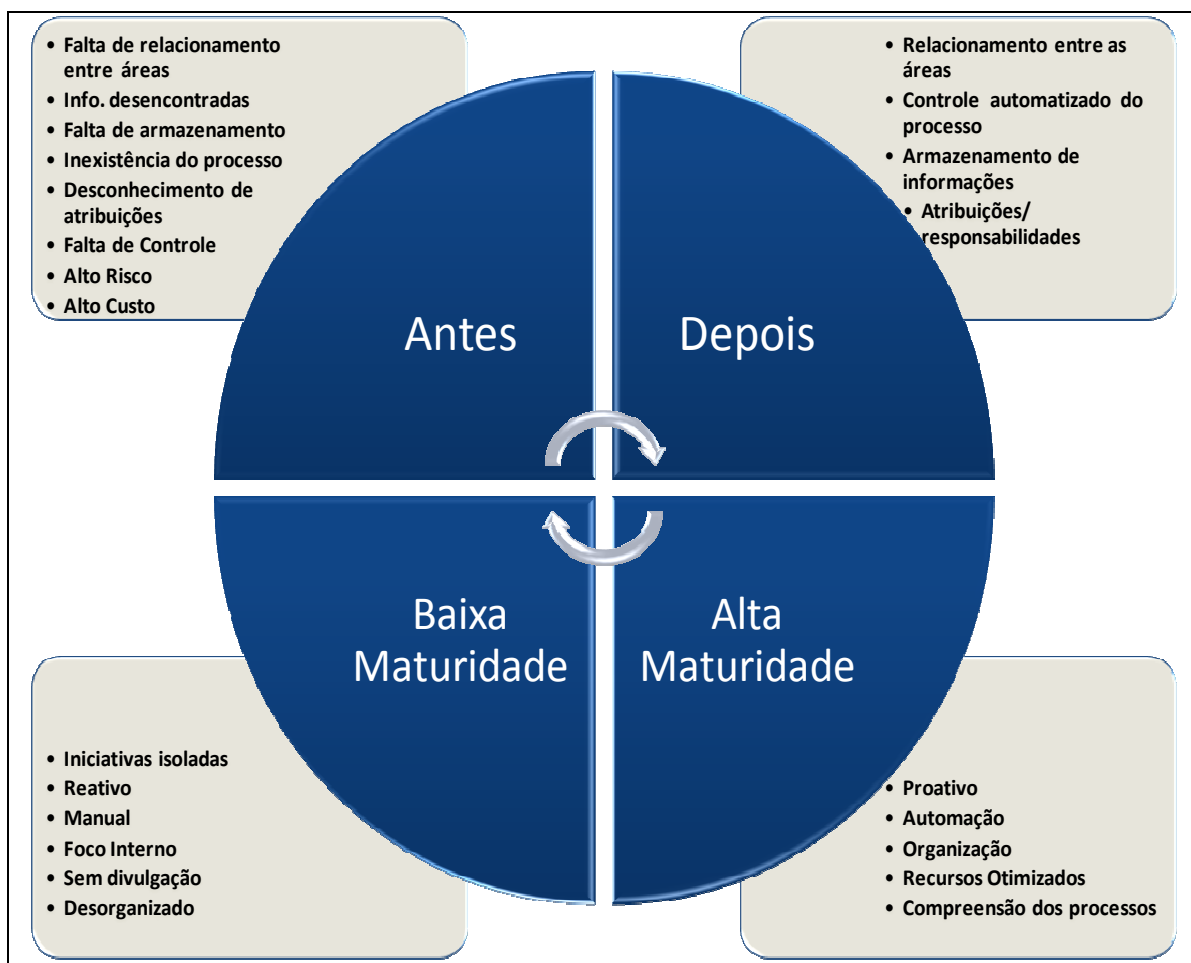 • Falta de relacionamento
entre áreas
• Info. desencontradas
• Falta de armazenamento
• Inexistência do processo
• Desconhecimento de
atribuições
• Falta de Controle
• Alto Risco
• Alto Custo
• Relacionamento entre as
áreas
• Controle automatizado do
processo
• Armazenamento de
informações
• Atribuições/
responsabilidades
Antes
Depois
Baixa
Maturidade
Alta
Maturidade
• Iniciativas isoladas
• Reativo
• Manual
• Foco Interno
• Sem divulgação
• Desorganizado
• Proativo
• Automação
• Organização
• Recursos Otimizados
• Compreensão dos processos